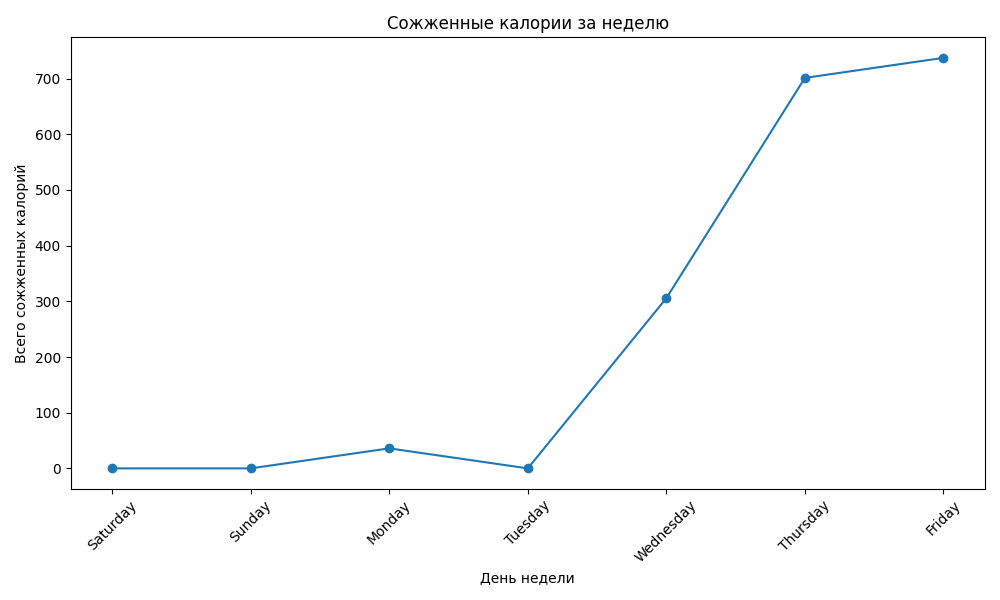 Сожженные калории за неделю
Всего сожженных калорий
700
600
500
400
300
200
100
0
Saturday
Sunday
Monday
Tuesday
Wednesday
Thursday
Friday
День недели